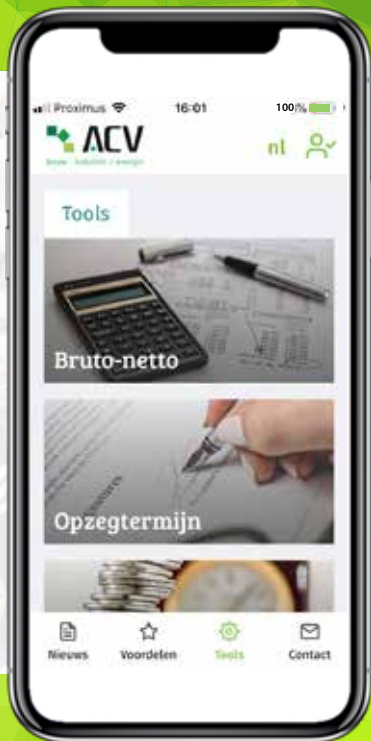 Proximus 16:01 100%
ACV
bouw - industrie & energie
nl
Tools
Bruto-netto
Opzegtermijn
Nieuws Voordelen Tools Contact